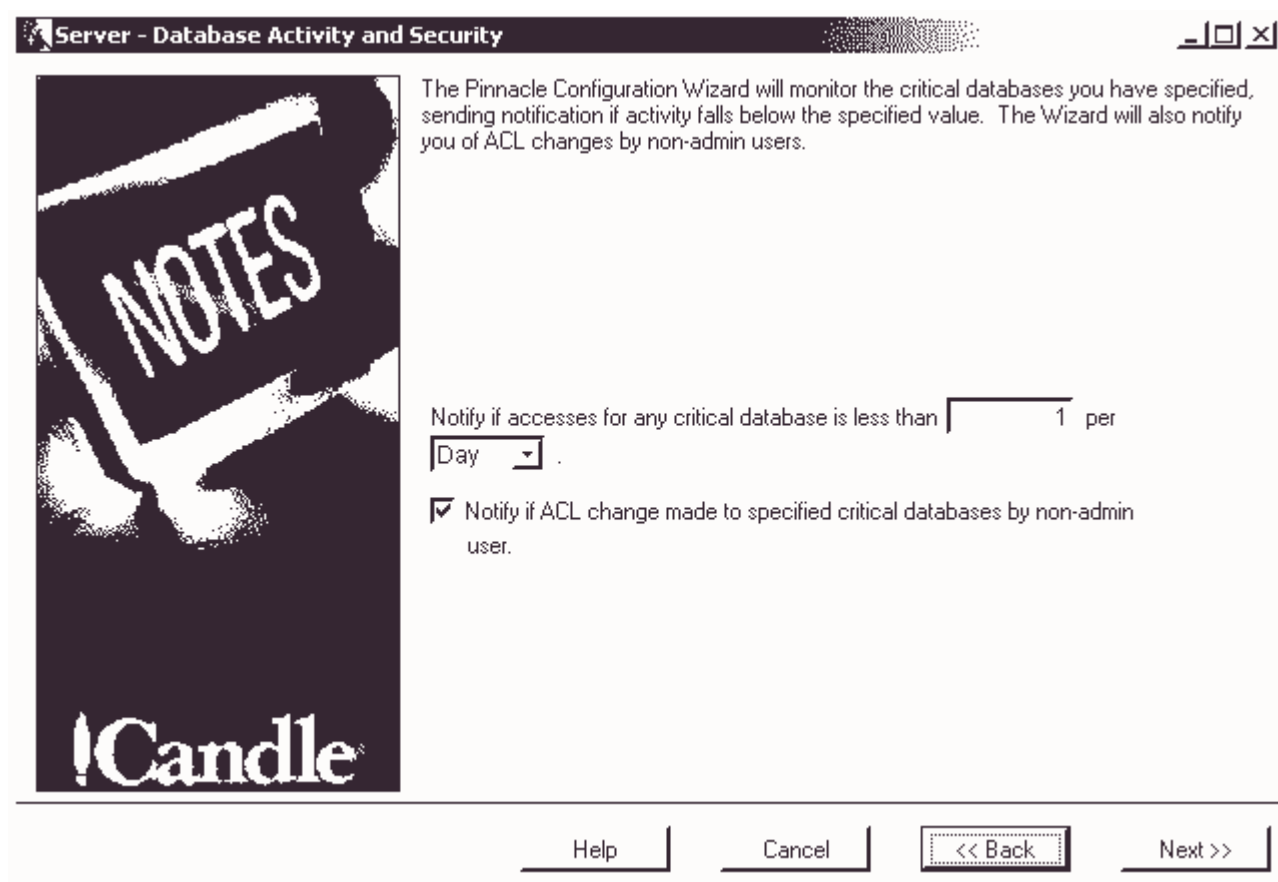 Server - Database Activity and Security
The Pinnacle Configuration Wizard will monitor the critical databases you have specified,
sending notification if activity falls below the specified value. The Wizard will also notify
you of ACL changes by non-admin users.
NOTES
Notify if accesses for any critical database is less than 1 per
Day .
Notify if ACL change made to specified critical databases by non-admin
user.
!Candle
Help Cancel << Back Next >>